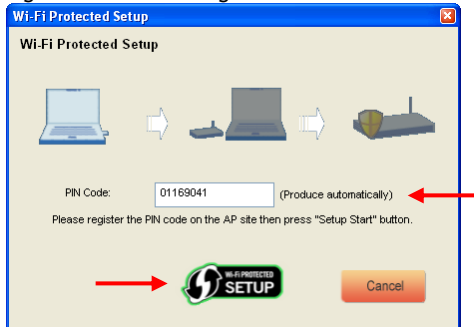 Wi-Fi Protected Setup
Wi-Fi Protected Setup
PIN Code: 01169041 (Produce automatically)
Please register the PIN code on the AP site then press "Setup Start" button.
WI-FI PROTECTED
SETUP
Cancel